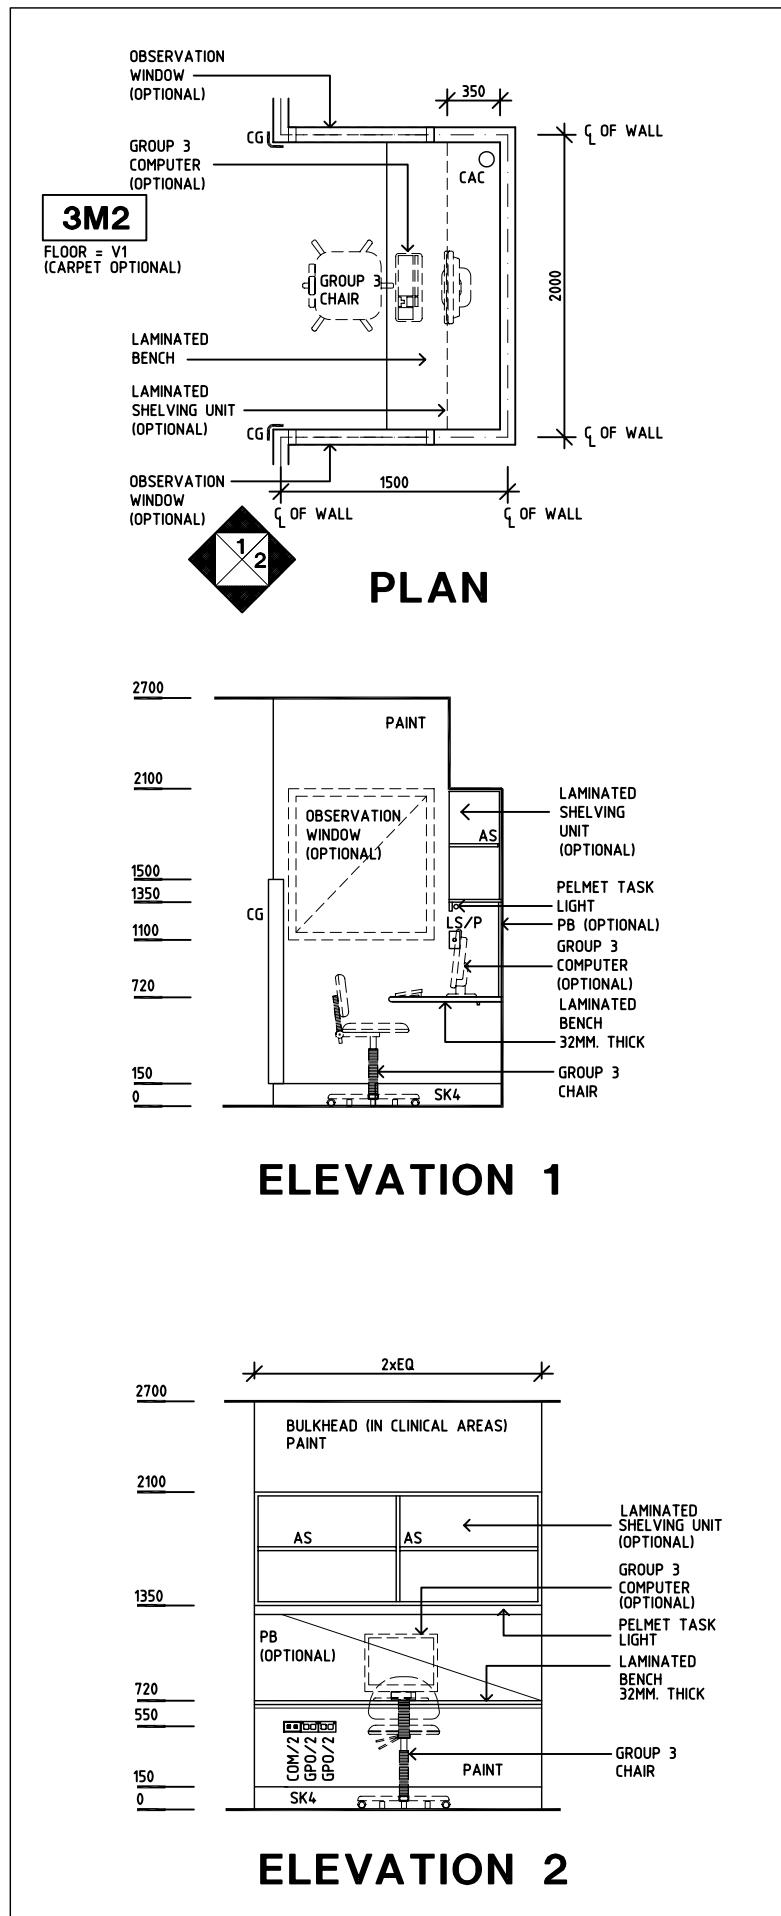 OBSERVATION
WINDOW
(OPTIONAL)
350
CG
℄ OF WALL
GROUP 3
COMPUTER
(OPTIONAL)
CAC
3M2
FLOOR = V1
(CARPET OPTIONAL)
GROUP 3
CHAIR
2000
LAMINATED
BENCH
LAMINATED
SHELVING UNIT
(OPTIONAL)
CG
℄ OF WALL
OBSERVATION
WINDOW
(OPTIONAL)
1500
℄ OF WALL
℄ OF WALL
1
2
PLAN
2700
PAINT
2100
OBSERVATION
WINDOW
(OPTIONAL)
LAMINATED
SHELVING
UNIT
(OPTIONAL)
AS
1500
1350
CG
PELMET TASK
LIGHT
LS/P
PB (OPTIONAL)
1100
GROUP 3
COMPUTER
(OPTIONAL)
720
LAMINATED
BENCH
32MM. THICK
150
GROUP 3
CHAIR
0
SK4
ELEVATION 1
2xEQ
2700
BULKHEAD (IN CLINICAL AREAS)
PAINT
2100
LAMINATED
SHELVING UNIT
(OPTIONAL)
AS
AS
GROUP 3
COMPUTER
(OPTIONAL)
1350
PELMET TASK
LIGHT
PB
(OPTIONAL)
LAMINATED
BENCH
32MM. THICK
720
550
COM/2
GPO/2
GPO/2
GROUP 3
CHAIR
PAINT
150
SK4
0
ELEVATION 2